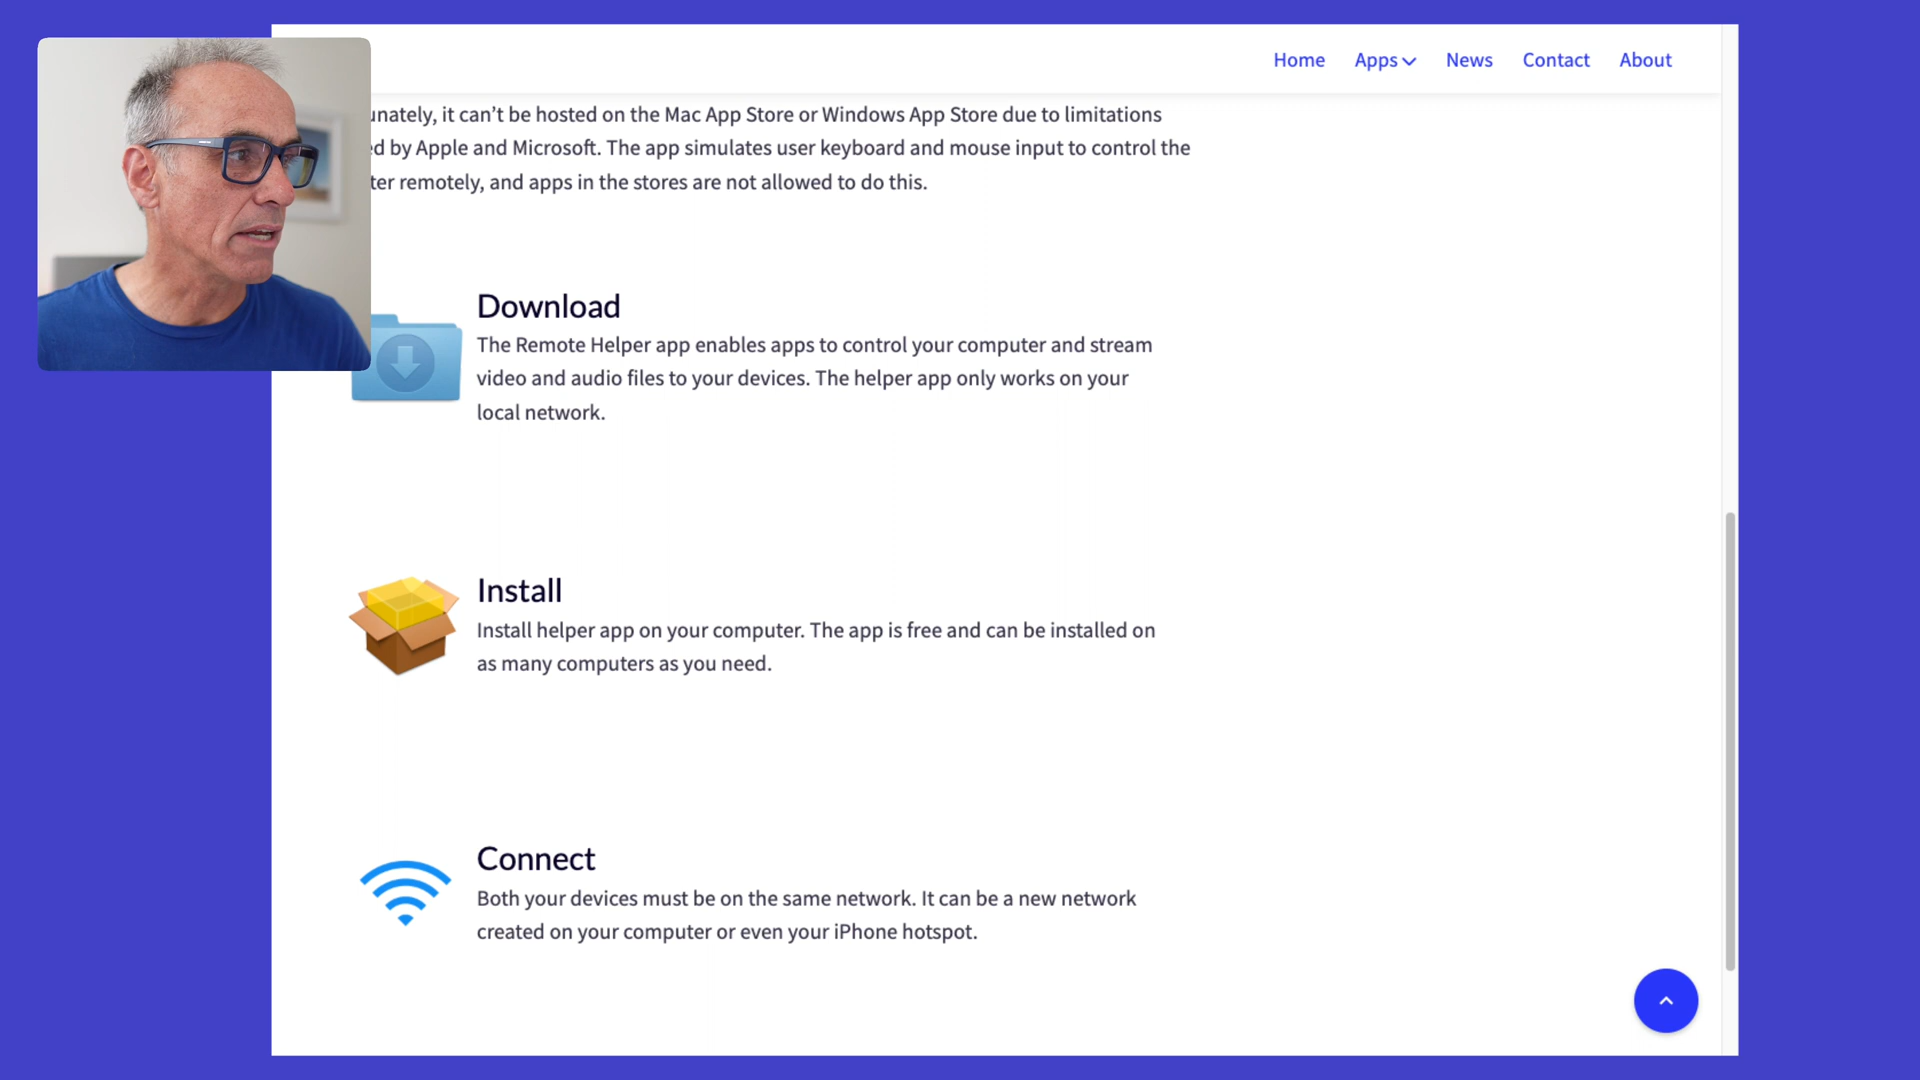 Home Apps News Contact About
unately, it can’t be hosted on the Mac App Store or Windows App Store due to limitations
ed by Apple and Microsoft. The app simulates user keyboard and mouse input to control the
ter remotely, and apps in the stores are not allowed to do this.
Download
The Remote Helper app enables apps to control your computer and stream
video and audio files to your devices. The helper app only works on your
local network.
Install
Install helper app on your computer. The app is free and can be installed on
as many computers as you need.
Connect
Both your devices must be on the same network. It can be a new network
created on your computer or even your iPhone hotspot.